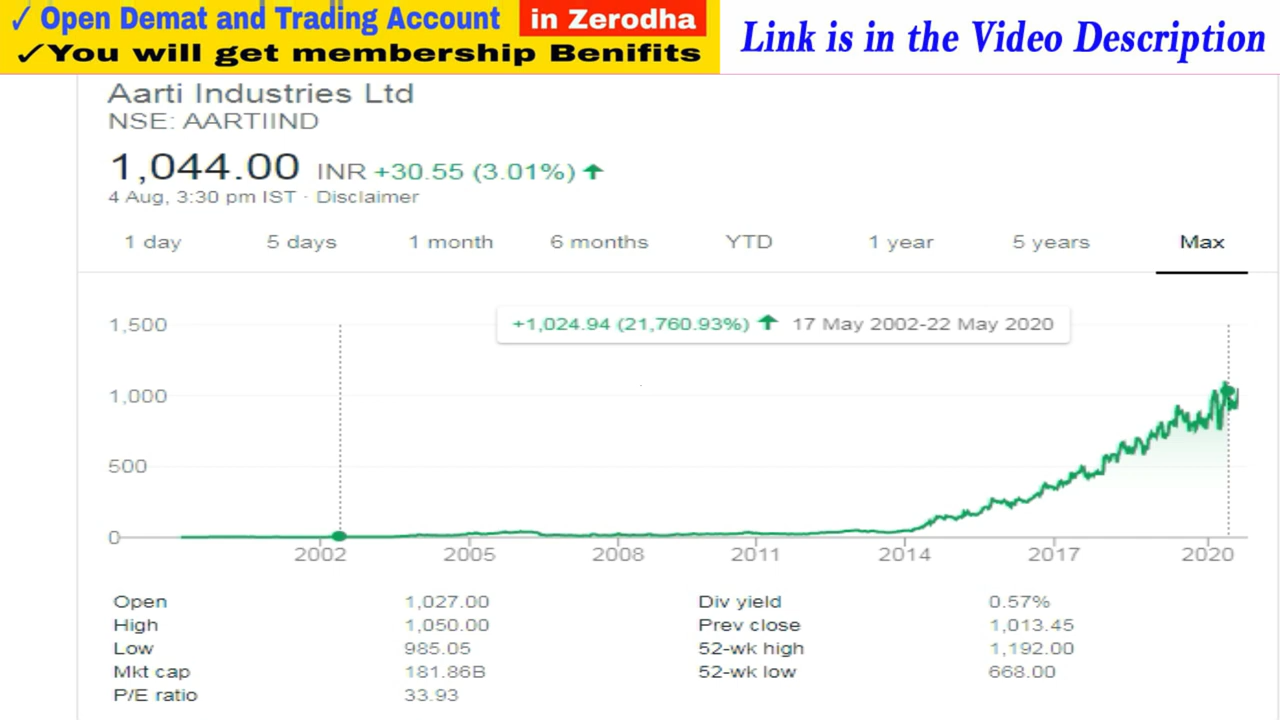 ✓ Open Demat and Trading Account in Zerodha
✓You will get membership Benifits
Link is in the Video Description
Aarti Industries Ltd
NSE: AARTIIND
1,044.00 INR +30.55 (3.01%) ↑
4 Aug, 3:30 pm IST · Disclaimer
1 day 5 days 1 month 6 months YTD 1 year 5 years Max
+1,024.94 (21,760.93%) ↑ 17 May 2002-22 May 2020
1,500
1,000
500
0
2002 2005 2008 2011 2014 2017 2020
Open 1,027.00 Div yield 0.57%
High 1,050.00 Prev close 1,013.45
Low 985.05 52-wk high 1,192.00
Mkt cap 181.86B 52-wk low 668.00
P/E ratio 33.93